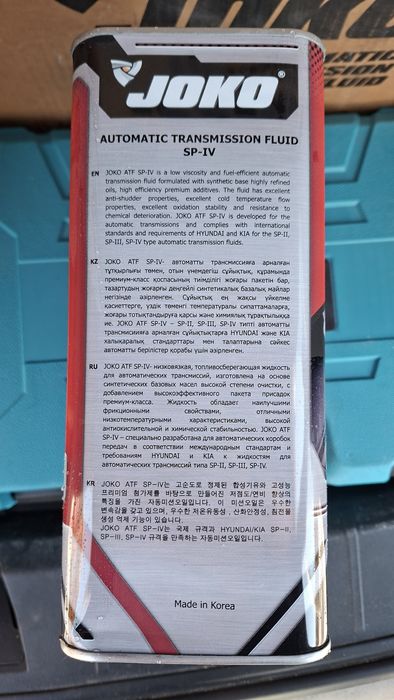 JOKO®
AUTOMATIC TRANSMISSION FLUID
SP-IV
EN JOKO ATF SP-IV is a low viscosity and fuel-efficient automatic
transmission fluid formulated with synthetic base highly refined
oils, high efficiency premium additives. The fluid has excellent
anti-shudder properties, excellent cold temperature flow
properties, excellent oxidation stability and resistance to
chemical deterioration. JOKO ATF SP-IV is developed for the
automatic transmissions and complies with international
standards and requirements of HYUNDAI and KIA for the SP-II,
SP-III, SP-IV type automatic transmission fluids.
KZ JOKO ATF SP-IV- автоматты трансмиссияға арналған
тұтқырлығы төмен, отын үнемдегіш сұйықтық, құрамында
премиум-класс қоспасының тиімділігі жоғары пакетін бар,
тазартудың жоғары деңгейлі синтетикалық базалық майлар
негізінде әзірленген. Сұйықтық ең жақсы үйкелме
қасиеттерге, үздік төменгі температуралы сипаттамаларға,
жоғары тотықтандыруға қарсы және химиялық тұрақтылыққа
ие. JOKO ATF SP-IV – SP-II, SP-III, SP-IV типті автоматты
трансмиссияға арналған сұйықтықтарға HYUNDAI және KIA
халықаралық стандарттары мен талаптарына сәйкес
автоматты берілістер қорабы үшін әзірленген.
RU JOKO ATF SP-IV- низковязкая, топливосберегающая жидкость
для автоматических трансмиссий, изготовлена на основе
синтетических базовых масел высокой степени очистки, с
добавлением высокоэффективного пакета присадок
премиум-класса. Жидкость обладает наилучшими
фрикционными свойствами, отличными
низкотемпературными характеристиками, высокой
антиокислительной и химической стабильностью. JOKO ATF
SP-IV – специально разработана для автоматических коробок
передач в соответствии международным стандартам и
требованиям HYUNDAI и KIA к жидкостям для
автоматических трансмиссий типа SP-II, SP-III, SP-IV.
KR JOKO ATF SP-IV는 고순도로 정제된 합성기유와 고성능
프리미엄 첨가제를 바탕으로 만들어진 저점도/연비 향상의
특징을 가진 자동미션오일입니다. 이 미션오일은 우수한
변속감을 갖고 있으며, 우수한 저온유동성 , 산화안정성, 침전물
생성 억제 기능이 있습니다.
JOKO ATF SP-IV는 국제 규격과 HYUNDAI/KIA SP-II,
SP-III, SP-IV 규격을 만족하는 자동미션오일입니다.
Made in Korea
FLUID